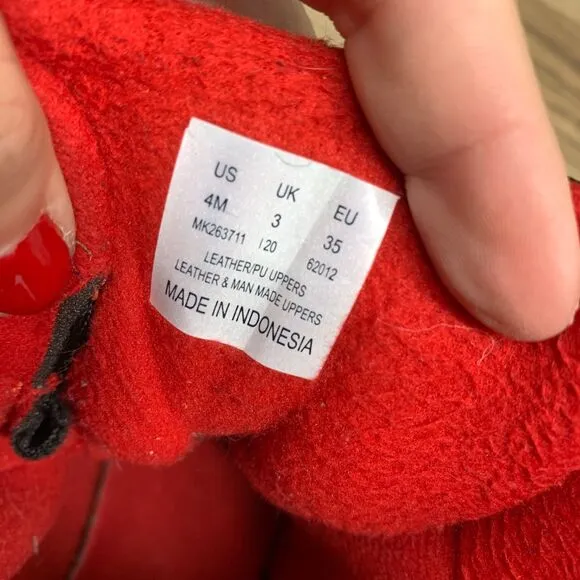 US UK EU
4M 3 35
MK263711 I20 62012
LEATHER/PU UPPERS
LEATHER & MAN MADE UPPERS
MADE IN INDONESIA